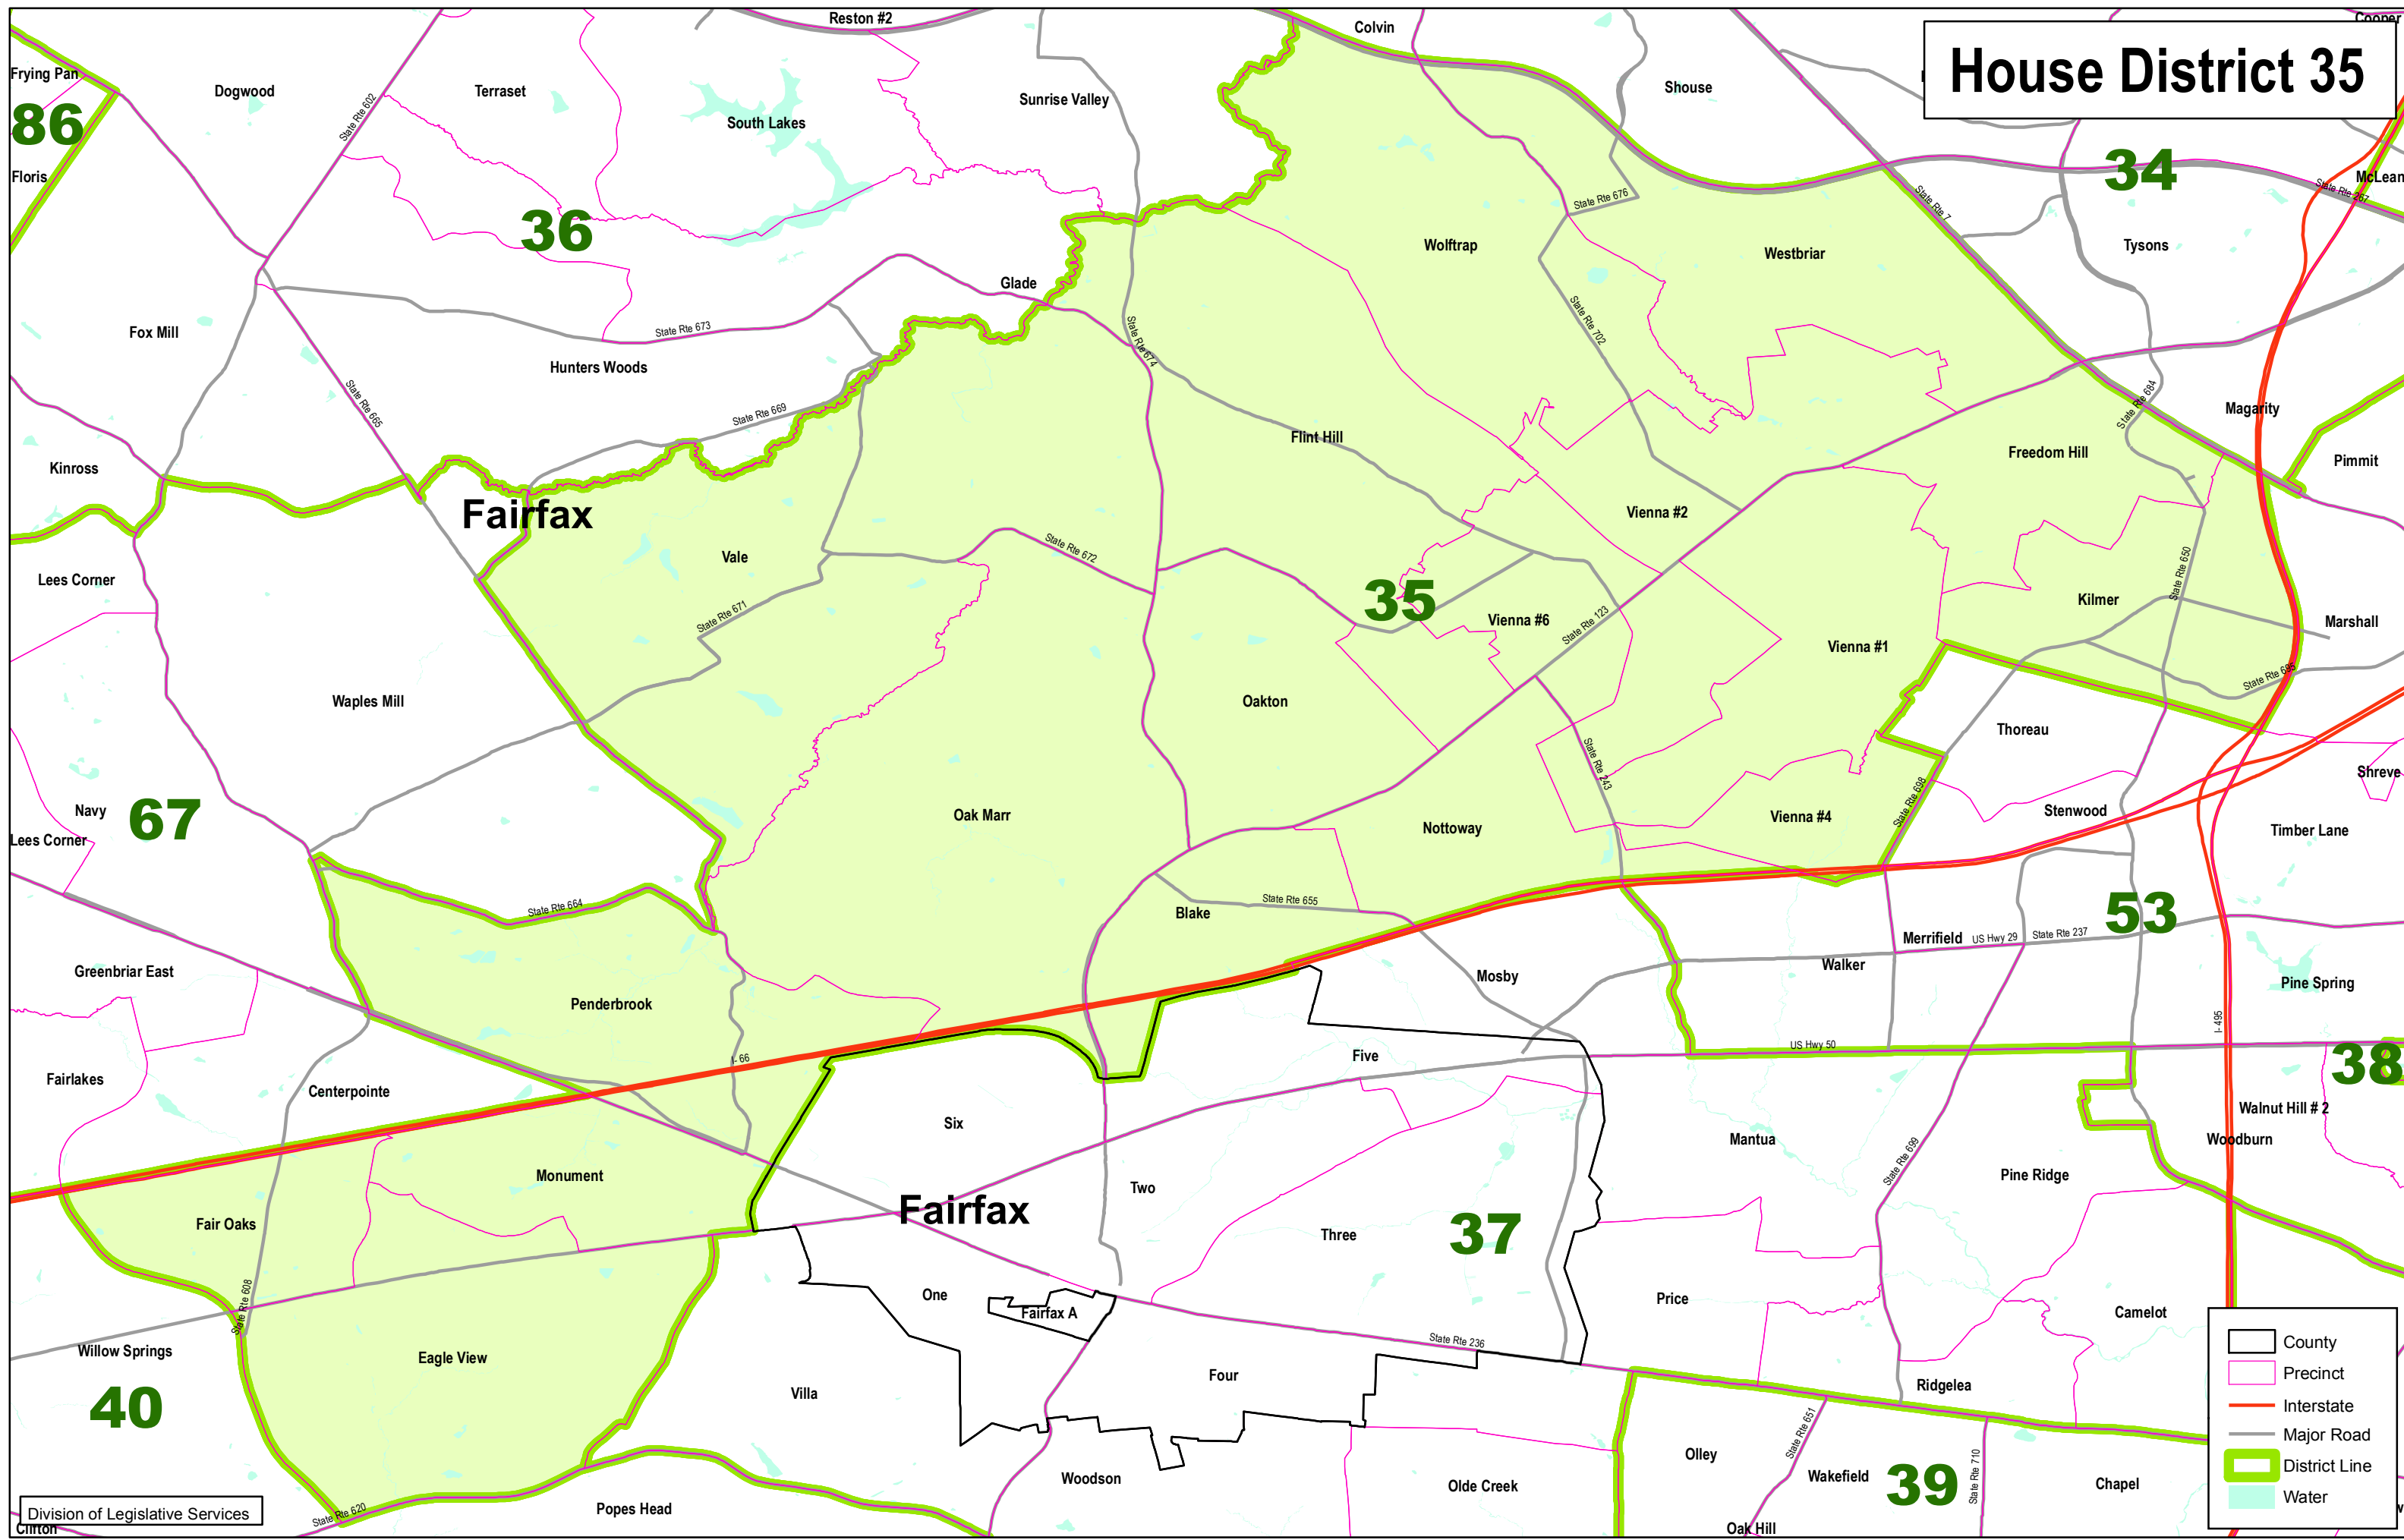 Reston #2
Colvin
Cooper
House District 35
Frying Pan
Dogwood
Terraset
Sunrise Valley
Shouse
86
State Rte 602
South Lakes
34
Floris
McLean
State Rte 267
State Rte 7
State Rte 676
36
Wolftrap
Westbriar
Tysons
Glade
Fox Mill
State Rte 673
State Rte 674
State Rte 702
Hunters Woods
State Rte 665
State Rte 669
State Rte 684
Magarity
Flint Hill
Freedom Hill
Kinross
Pimmit
Fairfax
Vienna #2
Vale
State Rte 672
Lees Corner
State Rte 650
35
Kilmer
State Rte 671
Vienna #6
State Rte 123
Marshall
Vienna #1
State Rte 685
Waples Mill
Oakton
Thoreau
State Rte 243
Shreve
Navy
67
Oak Marr
Nottoway
Vienna #4
State Rte 698
Stenwood
Timber Lane
Lees Corner
State Rte 664
Blake
State Rte 655
53
Merrifield
US Hwy 29
State Rte 237
Greenbriar East
Penderbrook
Mosby
Walker
Pine Spring
I- 495
I- 66
Five
US Hwy 50
38
Fairlakes
Centerpointe
Six
Mantua
Walnut Hill # 2
Woodburn
Monument
State Rte 699
Pine Ridge
Two
Fair Oaks
Fairfax
Three
37
State Rte 608
One
Fairfax A
Price
Camelot
Willow Springs
Eagle View
State Rte 236
40
Villa
Four
Ridgelea
County
Precinct
Interstate
Major Road
District Line
Water
State Rte 651
Olley
Wakefield
39
State Rte 710
Chapel
Woodson
Olde Creek
Popes Head
State Rte 620
Division of Legislative Services
Clifton
Oak Hill